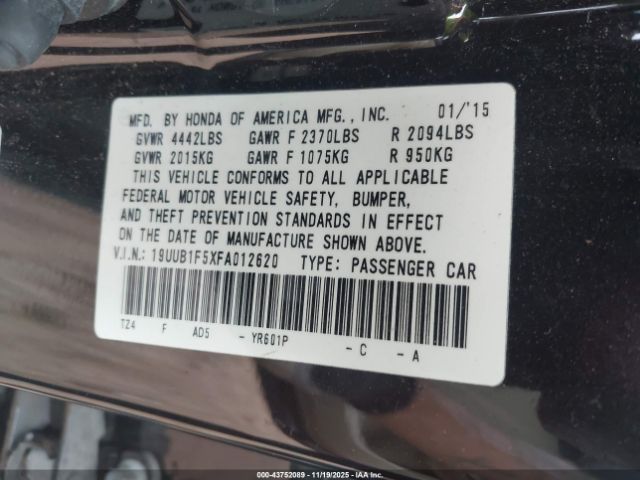 MFD. BY HONDA OF AMERICA MFG., INC. 01/'15
GVWR 4442LBS GAWR F 2370LBS R 2094LBS
GVWR 2015KG GAWR F 1075KG R 950KG
THIS VEHICLE CONFORMS TO ALL APPLICABLE
FEDERAL MOTOR VEHICLE SAFETY, BUMPER,
AND THEFT PREVENTION STANDARDS IN EFFECT
ON THE DATE OF MANUFACTURE SHOWN ABOVE.
V.I.N.: 19UUB1F5XFA012620 TYPE: PASSENGER CAR
TZ4 F AD5 - YR601P - C - A
000-43752089 - 11/19/2025 - IAAI.COM